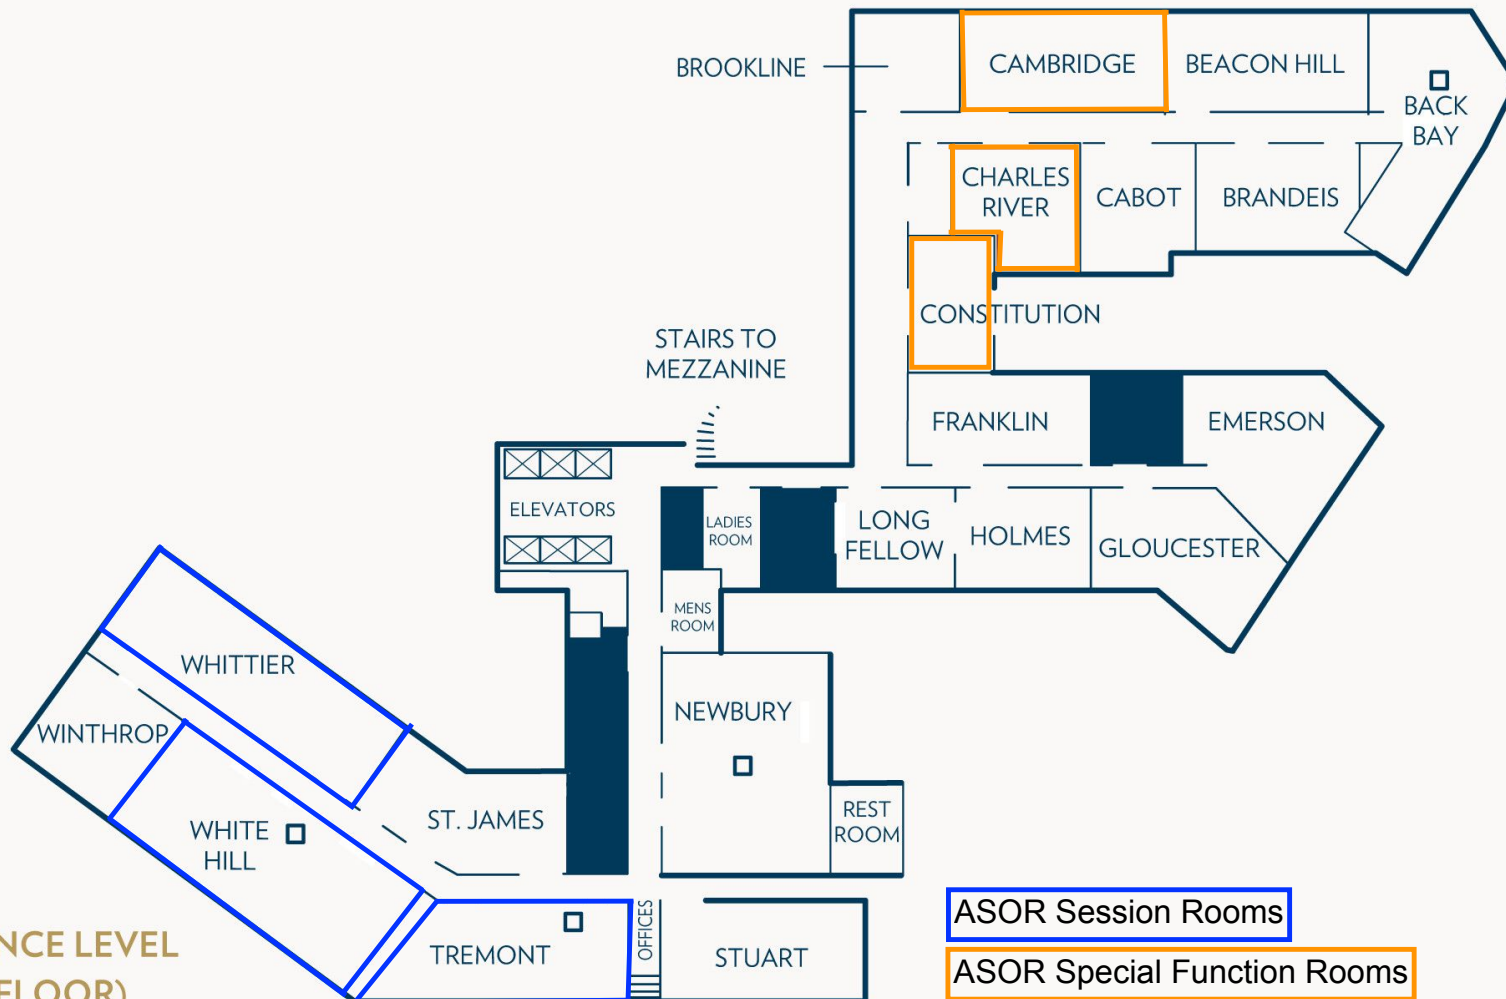 BROOKLINE
CAMBRIDGE
BEACON HILL
BACK
BAY
CHARLES
RIVER
CABOT
BRANDEIS
CONSTITUTION
STAIRS TO
MEZZANINE
FRANKLIN
EMERSON
ELEVATORS
LADIES
ROOM
LONG
FELLOW
HOLMES
GLOUCESTER
MENS
ROOM
WHITTIER
NEWBURY
WINTHROP
ST. JAMES
REST
ROOM
WHITE
HILL
OFFICES
TREMONT
STUART
NCE LEVEL
FLOOR)
ASOR Session Rooms
ASOR Special Function Rooms